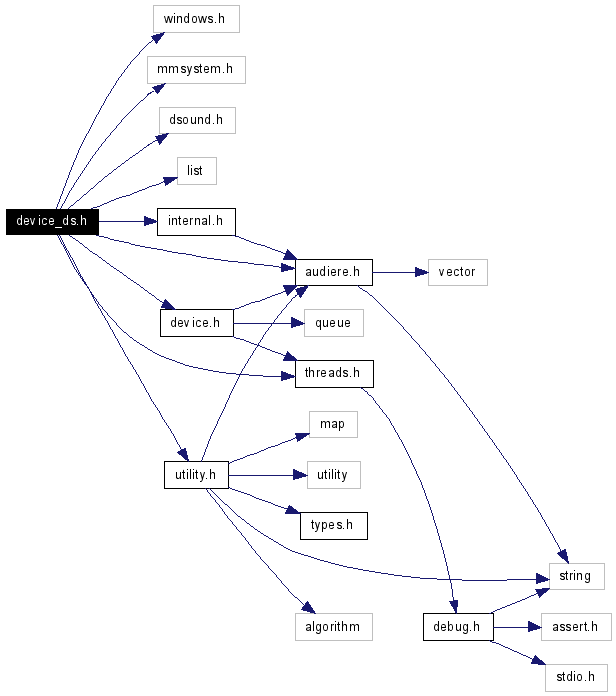 windows.h
mmsystem.h
dsound.h
list
device_ds.h
internal.h
audiere.h
vector
device.h
queue
threads.h
map
utility.h
utility
types.h
string
algorithm
debug.h
assert.h
stdio.h